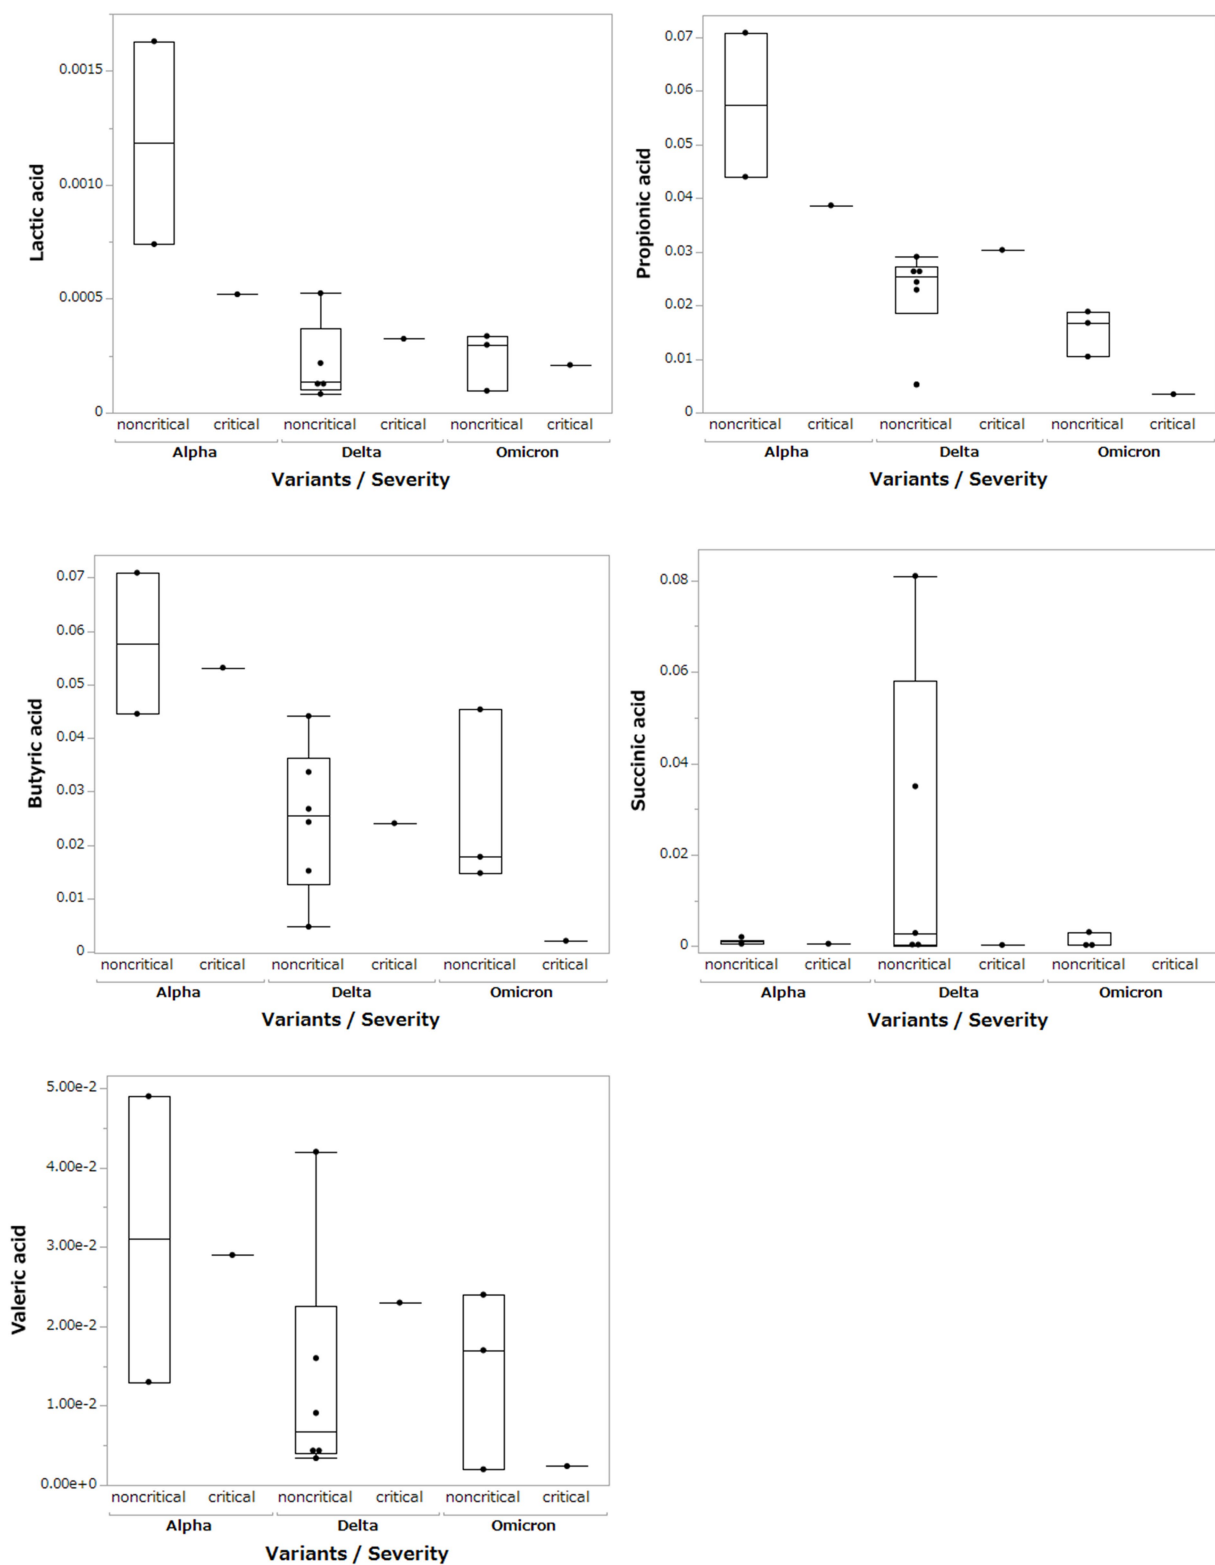 Lactic acid
0.0015
0.0010
0.0005
0
noncritical critical noncritical critical noncritical critical
Alpha Delta Omicron
Variants / Severity
Propionic acid
0.07
0.06
0.05
0.04
0.03
0.02
0.01
0
noncritical critical noncritical critical noncritical critical
Alpha Delta Omicron
Variants / Severity
Butyric acid
0.07
0.06
0.05
0.04
0.03
0.02
0.01
0
noncritical critical noncritical critical noncritical critical
Alpha Delta Omicron
Variants / Severity
Succinic acid
0.08
0.06
0.04
0.02
0
noncritical critical noncritical critical noncritical critical
Alpha Delta Omicron
Variants / Severity
Valeric acid
5.00e-2
4.00e-2
3.00e-2
2.00e-2
1.00e-2
0.00e+0
noncritical critical noncritical critical noncritical critical
Alpha Delta Omicron
Variants / Severity